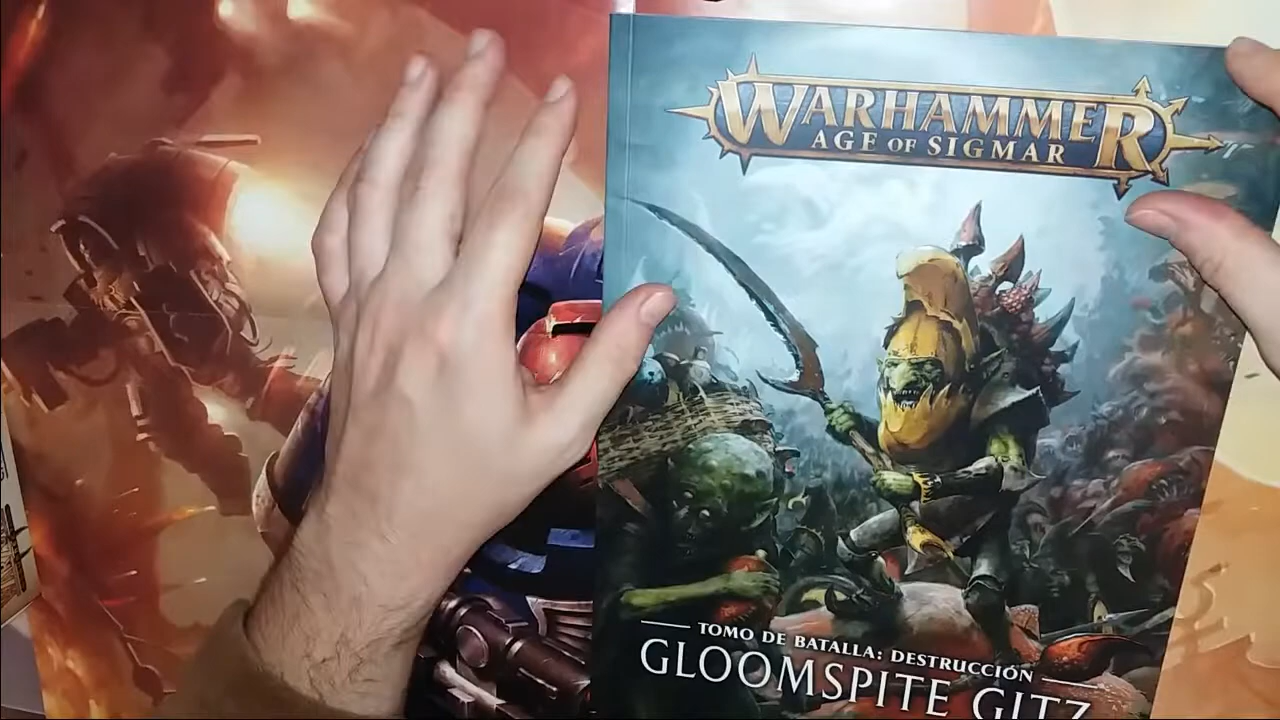 WARHAMMER
AGE OF SIGMAR
TOMO DE BATALLA: DESTRUCCIÓN
GLOOMSPITE GITZ